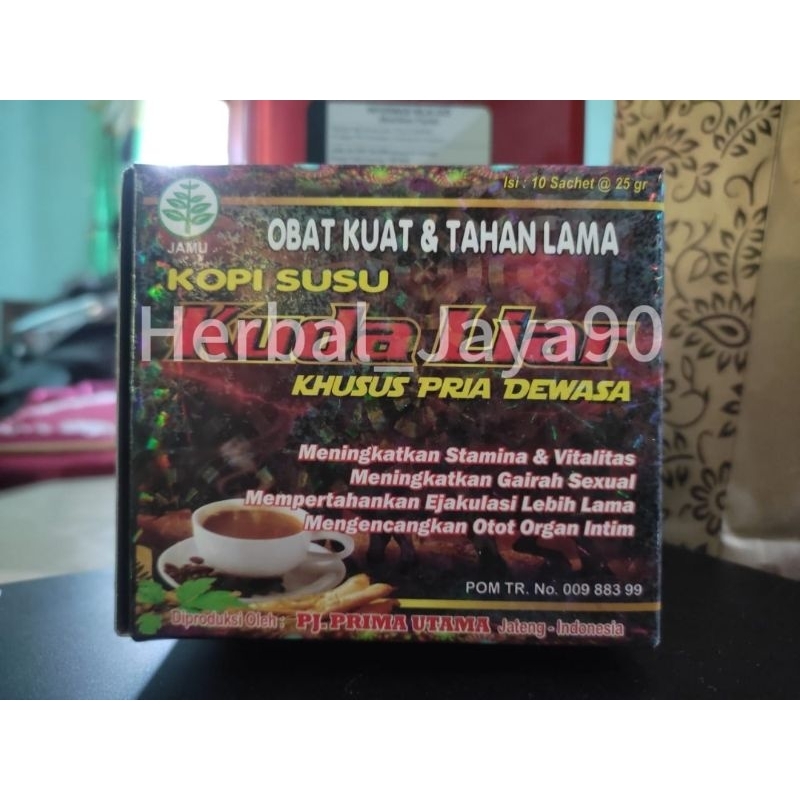 Isi : 10 Sachet @ 25 gr
JAMU
OBAT KUAT & TAHAN LAMA
KOPI SUSU
Kuda Liar
Herbal_Jaya90
KHUSUS PRIA DEWASA
Meningkatkan Stamina & Vitalitas
Meningkatkan Gairah Sexual
Mempertahankan Ejakulasi Lebih Lama
Mengencangkan Otot Organ Intim
POM TR. No. 009 883 99
Diproduksi Oleh : PJ. PRIMA UTAMA Jateng - Indonesia